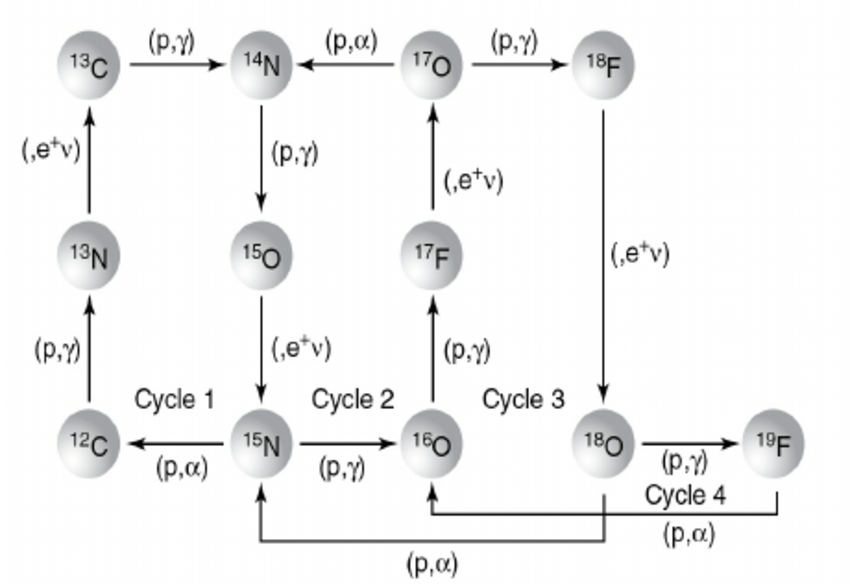 (p,γ) (p,α) (p,γ)
¹³C ¹⁴N ¹⁷O ¹⁸F
(,e⁺ν) (p,γ) (,e⁺ν)
¹³N ¹⁵O ¹⁷F (,e⁺ν)
(p,γ) (,e⁺ν) (p,γ)
Cycle 1 Cycle 2 Cycle 3
¹²C ¹⁵N ¹⁶O ¹⁸O ¹⁹F
(p,α) (p,γ) (p,γ)
Cycle 4
(p,α)
(p,α)